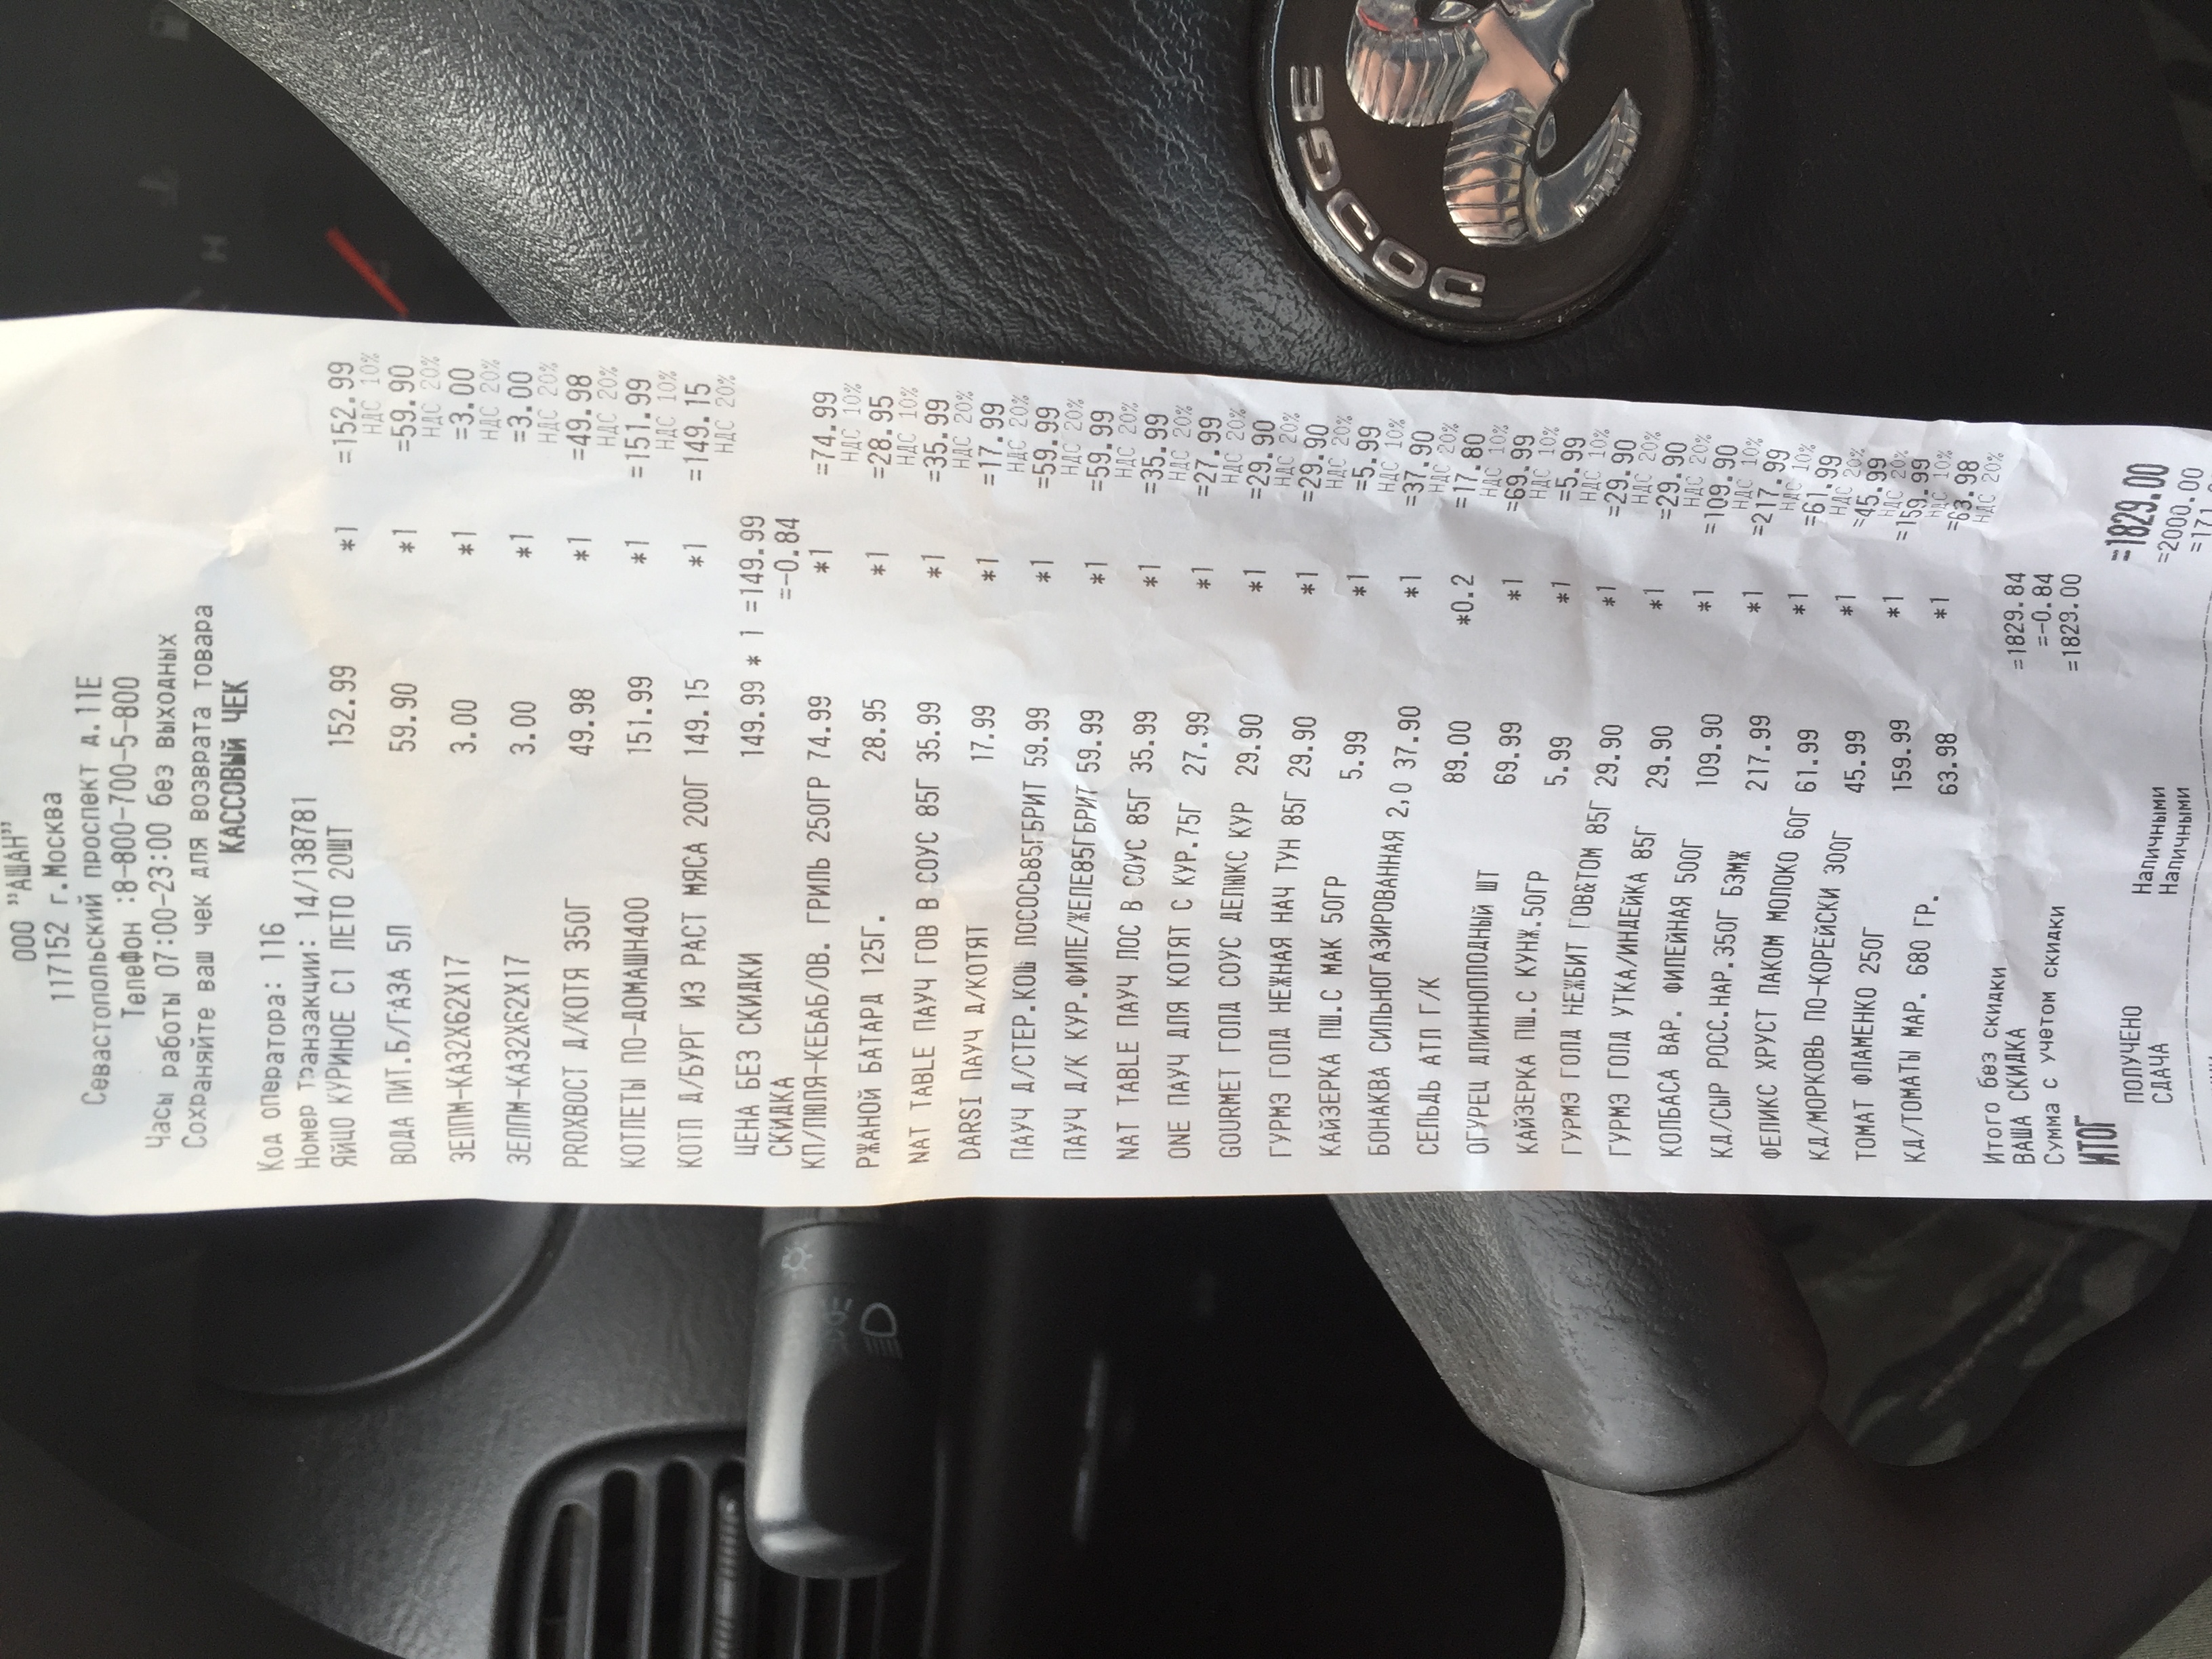 ООО "АШАН"
117152 г.Москва
Севастопольский проспект д.11Е
Телефон :8-800-700-5-800
Часы работы 07:00-23:00 без выходных
Сохраняйте ваш чек для возврата товара
КАССОВЫЙ ЧЕК
Код оператора: 116
Номер транзакции: 14/138781
ЯЙЦО КУРИНОЕ С1 ЛЕТО 20ШТ 152.99 *1 =152.99
НДС 10%
ВОДА ПИТ.Б/ГАЗА 5Л 59.90 *1 =59.90
НДС 20%
ЗЕЛПМ-КА32Х62Х17 3.00 *1 =3.00
НДС 20%
ЗЕЛПМ-КА32Х62Х17 3.00 *1 =3.00
НДС 20%
PROХВОСТ Д/КОТЯ 350Г 49.98 *1 =49.98
НДС 20%
КОТЛЕТЫ ПО-ДОМАШН400 151.99 *1 =151.99
НДС 10%
КОТЛ Д/БУРГ ИЗ РАСТ МЯСА 200Г 149.15 *1 =149.15
НДС 20%
ЦЕНА БЕЗ СКИДКИ 149.99 * 1 =149.99
СКИДКА =-0.84
КП/ЛЮЛЯ-КЕБАБ/ОВ. ГРИЛЬ 250ГР 74.99 *1 =74.99
НДС 10%
РЖАНОЙ БАТАРД 125Г. 28.95 *1 =28.95
НДС 10%
NAT TABLE ПАУЧ ГОВ В СОУС 85Г 35.99 *1 =35.99
НДС 20%
DARSI ПАУЧ Д/КОТЯТ 17.99 *1 =17.99
НДС 20%
ПАУЧ Д/СТЕР.КОШ ЛОСОСЬ85ГБРИТ 59.99 *1 =59.99
НДС 20%
ПАУЧ Д/К КУР.ФИЛЕ/ЖЕЛЕ85ГБРИТ 59.99 *1 =59.99
НДС 20%
NAT TABLE ПАУЧ ЛОС В СОУС 85Г 35.99 *1 =35.99
НДС 20%
ONE ПАУЧ ДЛЯ КОТЯТ С КУР.75Г 27.99 *1 =27.99
НДС 20%
GOURMET ГОЛД СОУС ДЕЛЮКС КУР 29.90 *1 =29.90
НДС 20%
ГУРМЭ ГОЛД НЕЖНАЯ НАЧ ТУН 85Г 29.90 *1 =29.90
НДС 20%
КАЙЗЕРКА ПШ.С МАК 50ГР 5.99 *1 =5.99
НДС 10%
БОНАКВА СИЛЬНОГАЗИРОВАННАЯ 2,0 37.90 *1 =37.90
НДС 20%
СЕЛЬДЬ АТЛ Г/К 89.00 *0.2 =17.80
НДС 10%
ОГУРЕЦ ДЛИННОПЛОДНЫЙ ШТ 69.99 *1 =69.99
НДС 10%
КАЙЗЕРКА ПШ.С КУНЖ.50ГР 5.99 *1 =5.99
НДС 10%
ГУРМЭ ГОЛД НЕЖБИТ ГОВ&ТОМ 85Г 29.90 *1 =29.90
НДС 20%
ГУРМЭ ГОЛД УТКА/ИНДЕЙКА 85Г 29.90 *1 =29.90
НДС 20%
КОЛБАСА ВАР. ФИЛЕЙНАЯ 500Г 109.90 *1 =109.90
НДС 10%
КД/СЫР РОСС.НАР.350Г БЗМЖ 217.99 *1 =217.99
НДС 10%
ФЕЛИКС ХРУСТ ЛАКОМ МОЛОКО 60Г 61.99 *1 =61.99
НДС 20%
КД/МОРКОВЬ ПО-КОРЕЙСКИ 300Г 45.99 *1 =45.99
НДС 20%
ТОМАТ ФЛАМЕНКО 250Г 159.99 *1 =159.99
НДС 10%
КД/ТОМАТЫ МАР. 680 ГР. 63.98 *1 =63.98
НДС 20%
Итого без скидки =1829.84
ВАША СКИДКА =-0.84
Сумма с учетом скидки =1829.00
ИТОГ =1829.00
ПОЛУЧЕНО Наличными =2000.00
СДАЧА Наличными =171.00
DODGE